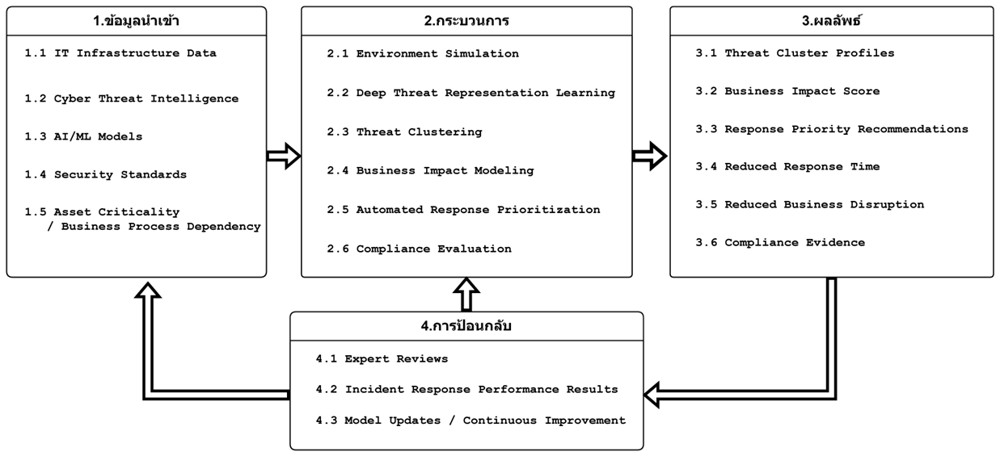 1.ข้อมูลนำเข้า
1.1 IT Infrastructure Data
1.2 Cyber Threat Intelligence
1.3 AI/ML Models
1.4 Security Standards
1.5 Asset Criticality
/ Business Process Dependency
2.กระบวนการ
2.1 Environment Simulation
2.2 Deep Threat Representation Learning
2.3 Threat Clustering
2.4 Business Impact Modeling
2.5 Automated Response Prioritization
2.6 Compliance Evaluation
3.ผลลัพธ์
3.1 Threat Cluster Profiles
3.2 Business Impact Score
3.3 Response Priority Recommendations
3.4 Reduced Response Time
3.5 Reduced Business Disruption
3.6 Compliance Evidence
4.การป้อนกลับ
4.1 Expert Reviews
4.2 Incident Response Performance Results
4.3 Model Updates / Continuous Improvement